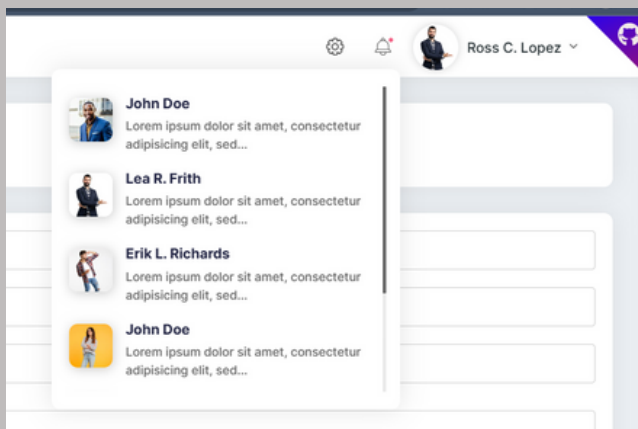 Ross C. Lopez
John Doe
Lorem ipsum dolor sit amet, consectetur
adipisicing elit, sed...
Lea R. Frith
Lorem ipsum dolor sit amet, consectetur
adipisicing elit, sed...
Erik L. Richards
Lorem ipsum dolor sit amet, consectetur
adipisicing elit, sed...
John Doe
Lorem ipsum dolor sit amet, consectetur
adipisicing elit, sed...